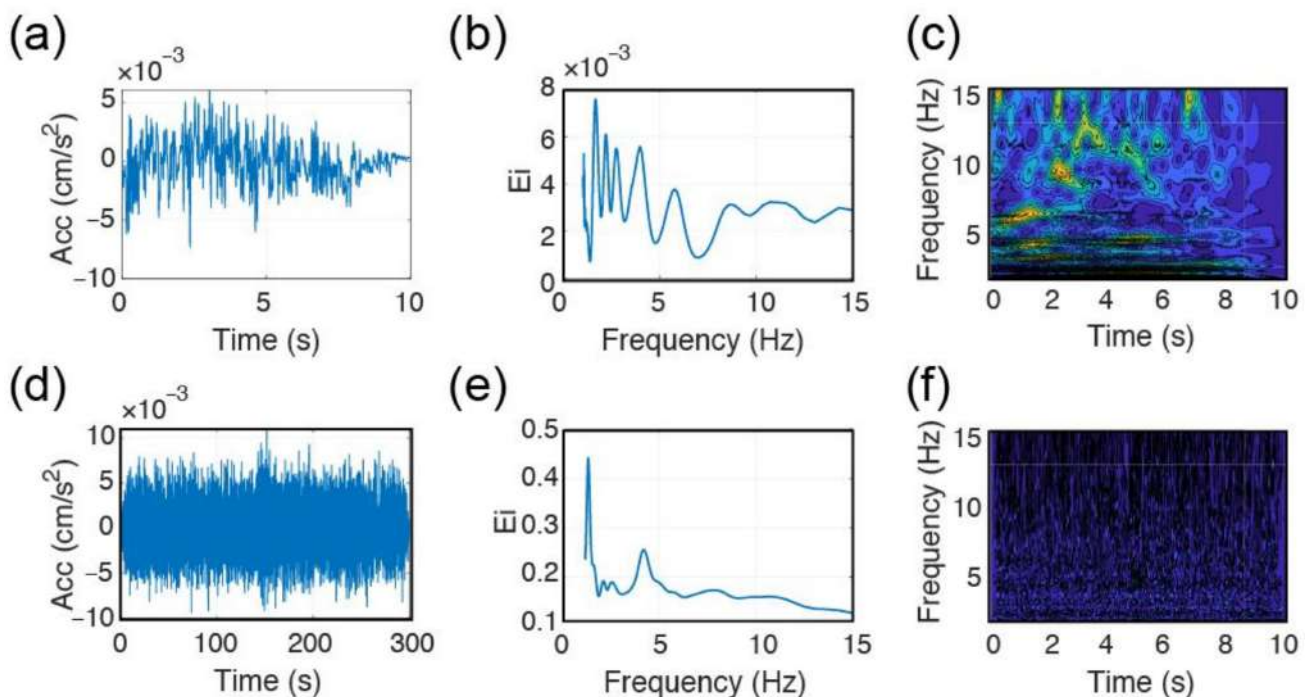 (a)
×10⁻³
5
0
−5
−10
Acc (cm/s²)
0 5 10
Time (s)
(b)
×10⁻³
8
6
4
2
0
Ei
0 5 10 15
Frequency (Hz)
(c)
15
10
5
Frequency (Hz)
0 2 4 6 8 10
Time (s)
(d)
×10⁻³
10
5
0
−5
−10
Acc (cm/s²)
0 100 200 300
Time (s)
(e)
0.5
0.4
0.3
0.2
0.1
Ei
0 5 10 15
Frequency (Hz)
(f)
15
10
5
Frequency (Hz)
0 2 4 6 8 10
Time (s)